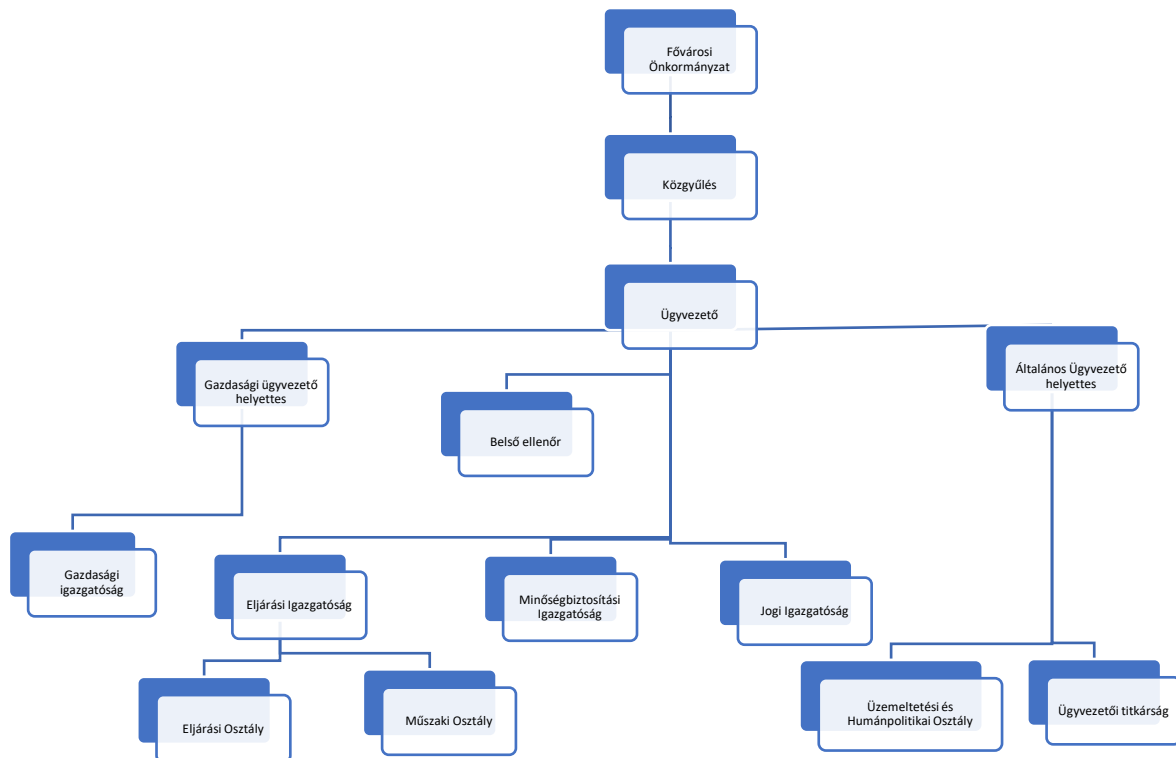 Fővárosi
Önkormányzat
Közgyűlés
Ügyvezető
Gazdasági ügyvezető
helyettes
Általános Ügyvezető
helyettes
Belső ellenőr
Gazdasági
igazgatóság
Eljárási Igazgatóság
Minőségbiztosítási
Igazgatóság
Jogi Igazgatóság
Eljárási Osztály
Műszaki Osztály
Üzemeltetési és
Humánpolitikai Osztály
Ügyvezetői titkárság